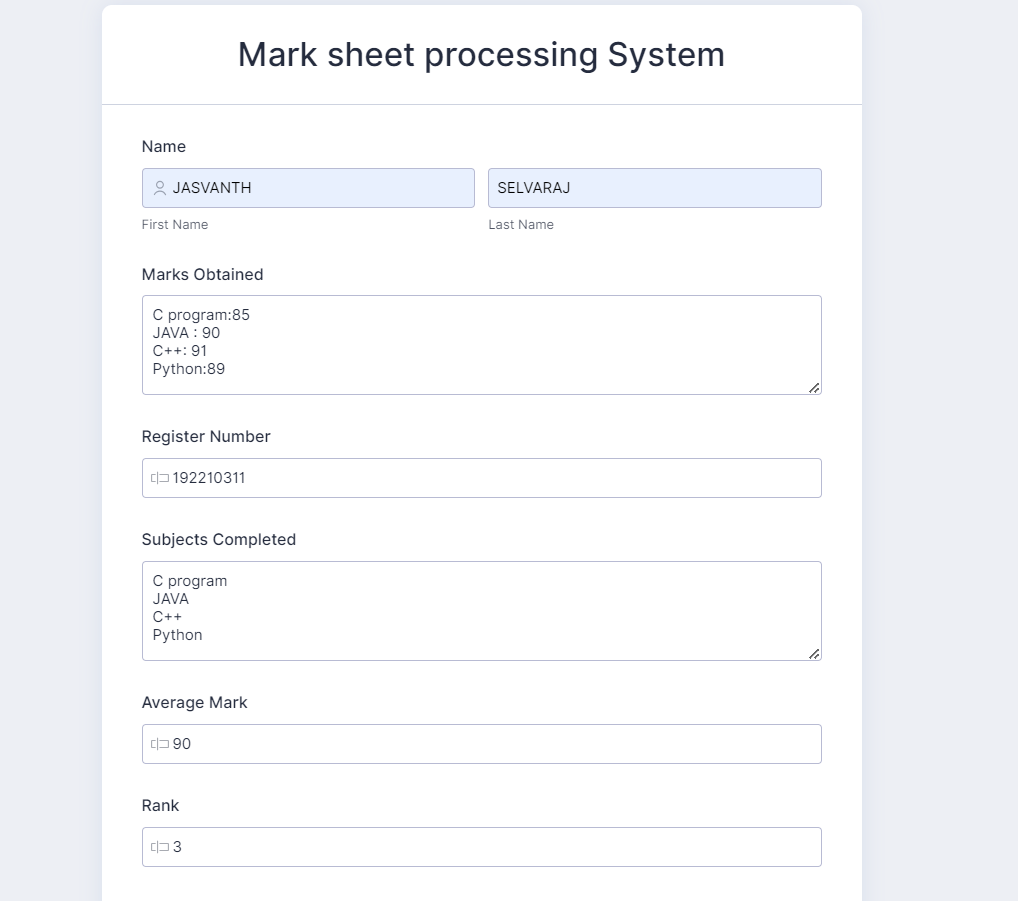 Mark sheet processing System
Name
JASVANTH SELVARAJ
First Name Last Name
Marks Obtained
C program:85
JAVA : 90
C++: 91
Python:89
Register Number
192210311
Subjects Completed
C program
JAVA
C++
Python
Average Mark
90
Rank
3